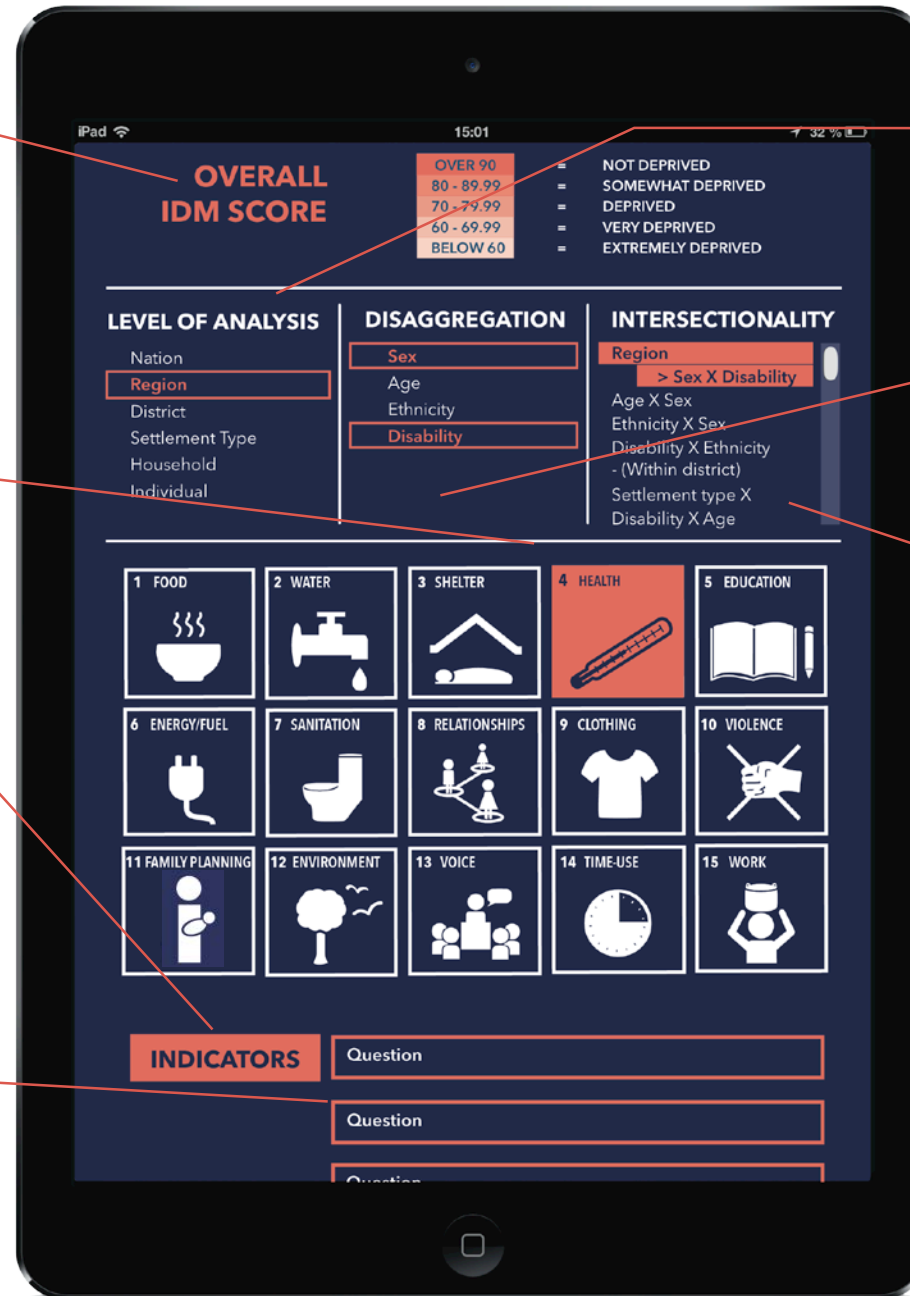 iPad 15:01 32 %
OVERALL
IDM SCORE
OVER 90 = NOT DEPRIVED
80 - 89.99 = SOMEWHAT DEPRIVED
70 - 79.99 = DEPRIVED
60 - 69.99 = VERY DEPRIVED
BELOW 60 = EXTREMELY DEPRIVED
LEVEL OF ANALYSIS
Nation
Region
District
Settlement Type
Household
Individual
DISAGGREGATION
Sex
Age
Ethnicity
Disability
INTERSECTIONALITY
Region
> Sex X Disability
Age X Sex
Ethnicity X Sex
Disability X Ethnicity
- (Within district)
Settlement type X
Disability X Age
1 FOOD
2 WATER
3 SHELTER
4 HEALTH
5 EDUCATION
6 ENERGY/FUEL
7 SANITATION
8 RELATIONSHIPS
9 CLOTHING
10 VIOLENCE
11 FAMILY PLANNING
12 ENVIRONMENT
13 VOICE
14 TIME-USE
15 WORK
INDICATORS
Question
Question
Question